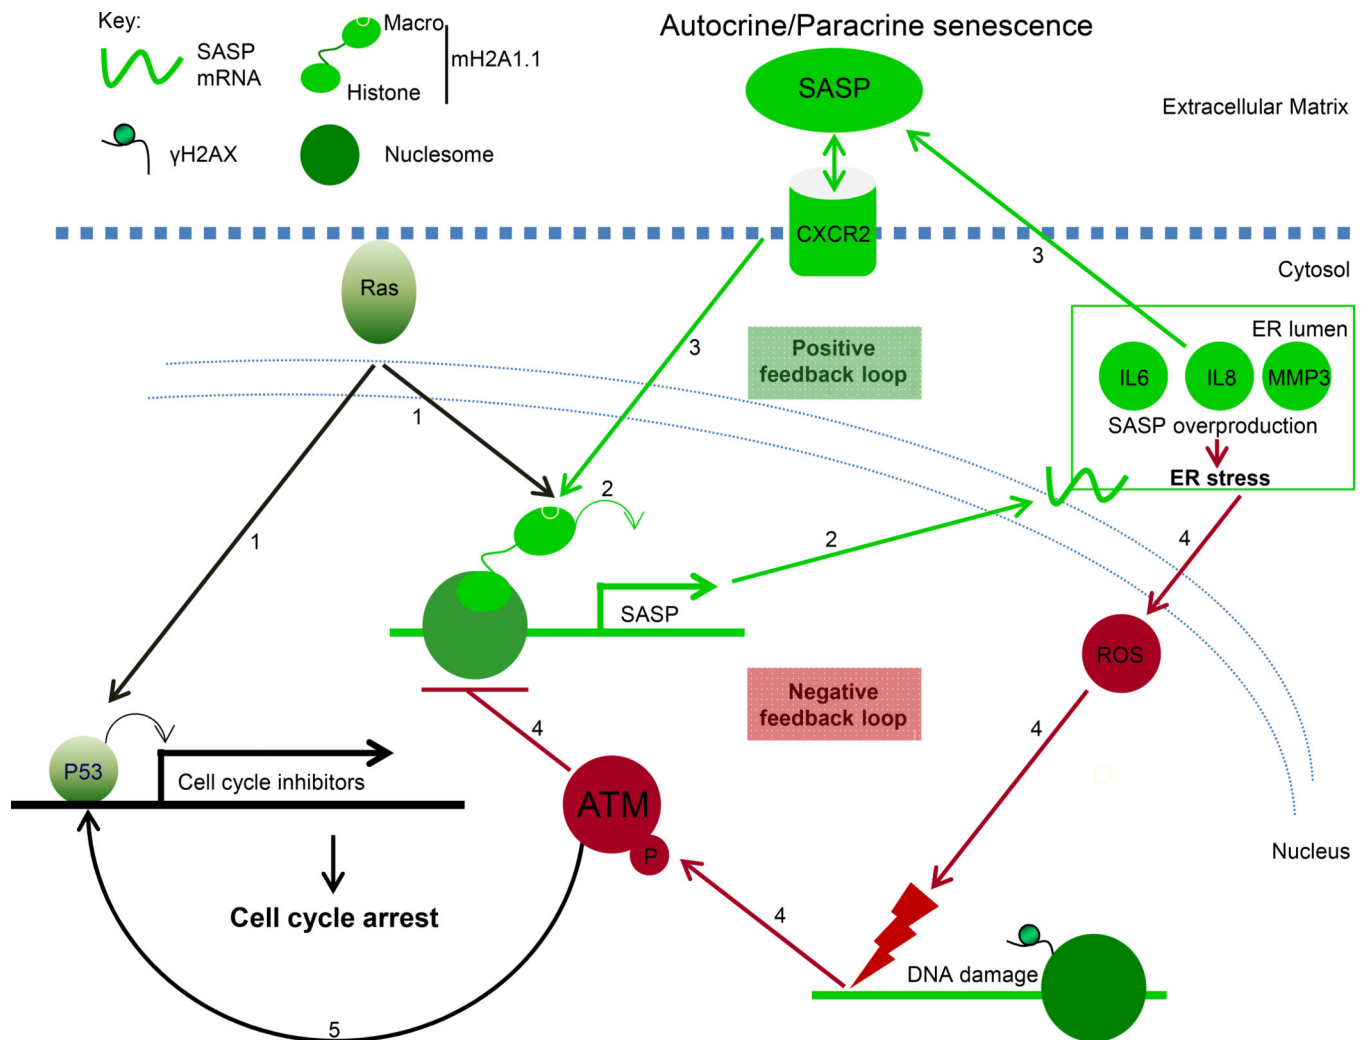 Key:
SASP
mRNA
Macro
mH2A1.1
Histone
γH2AX
Nuclesome
Autocrine/Paracrine senescence
SASP
Extracellular Matrix
CXCR2
3
Cytosol
Ras
ER lumen
IL6
IL8
MMP3
SASP overproduction
ER stress
3
Positive
feedback loop
1
1
2
2
4
SASP
ROS
Negative
feedback loop
4
4
P53
Cell cycle inhibitors
ATM
P
Nucleus
Cell cycle arrest
4
DNA damage
5